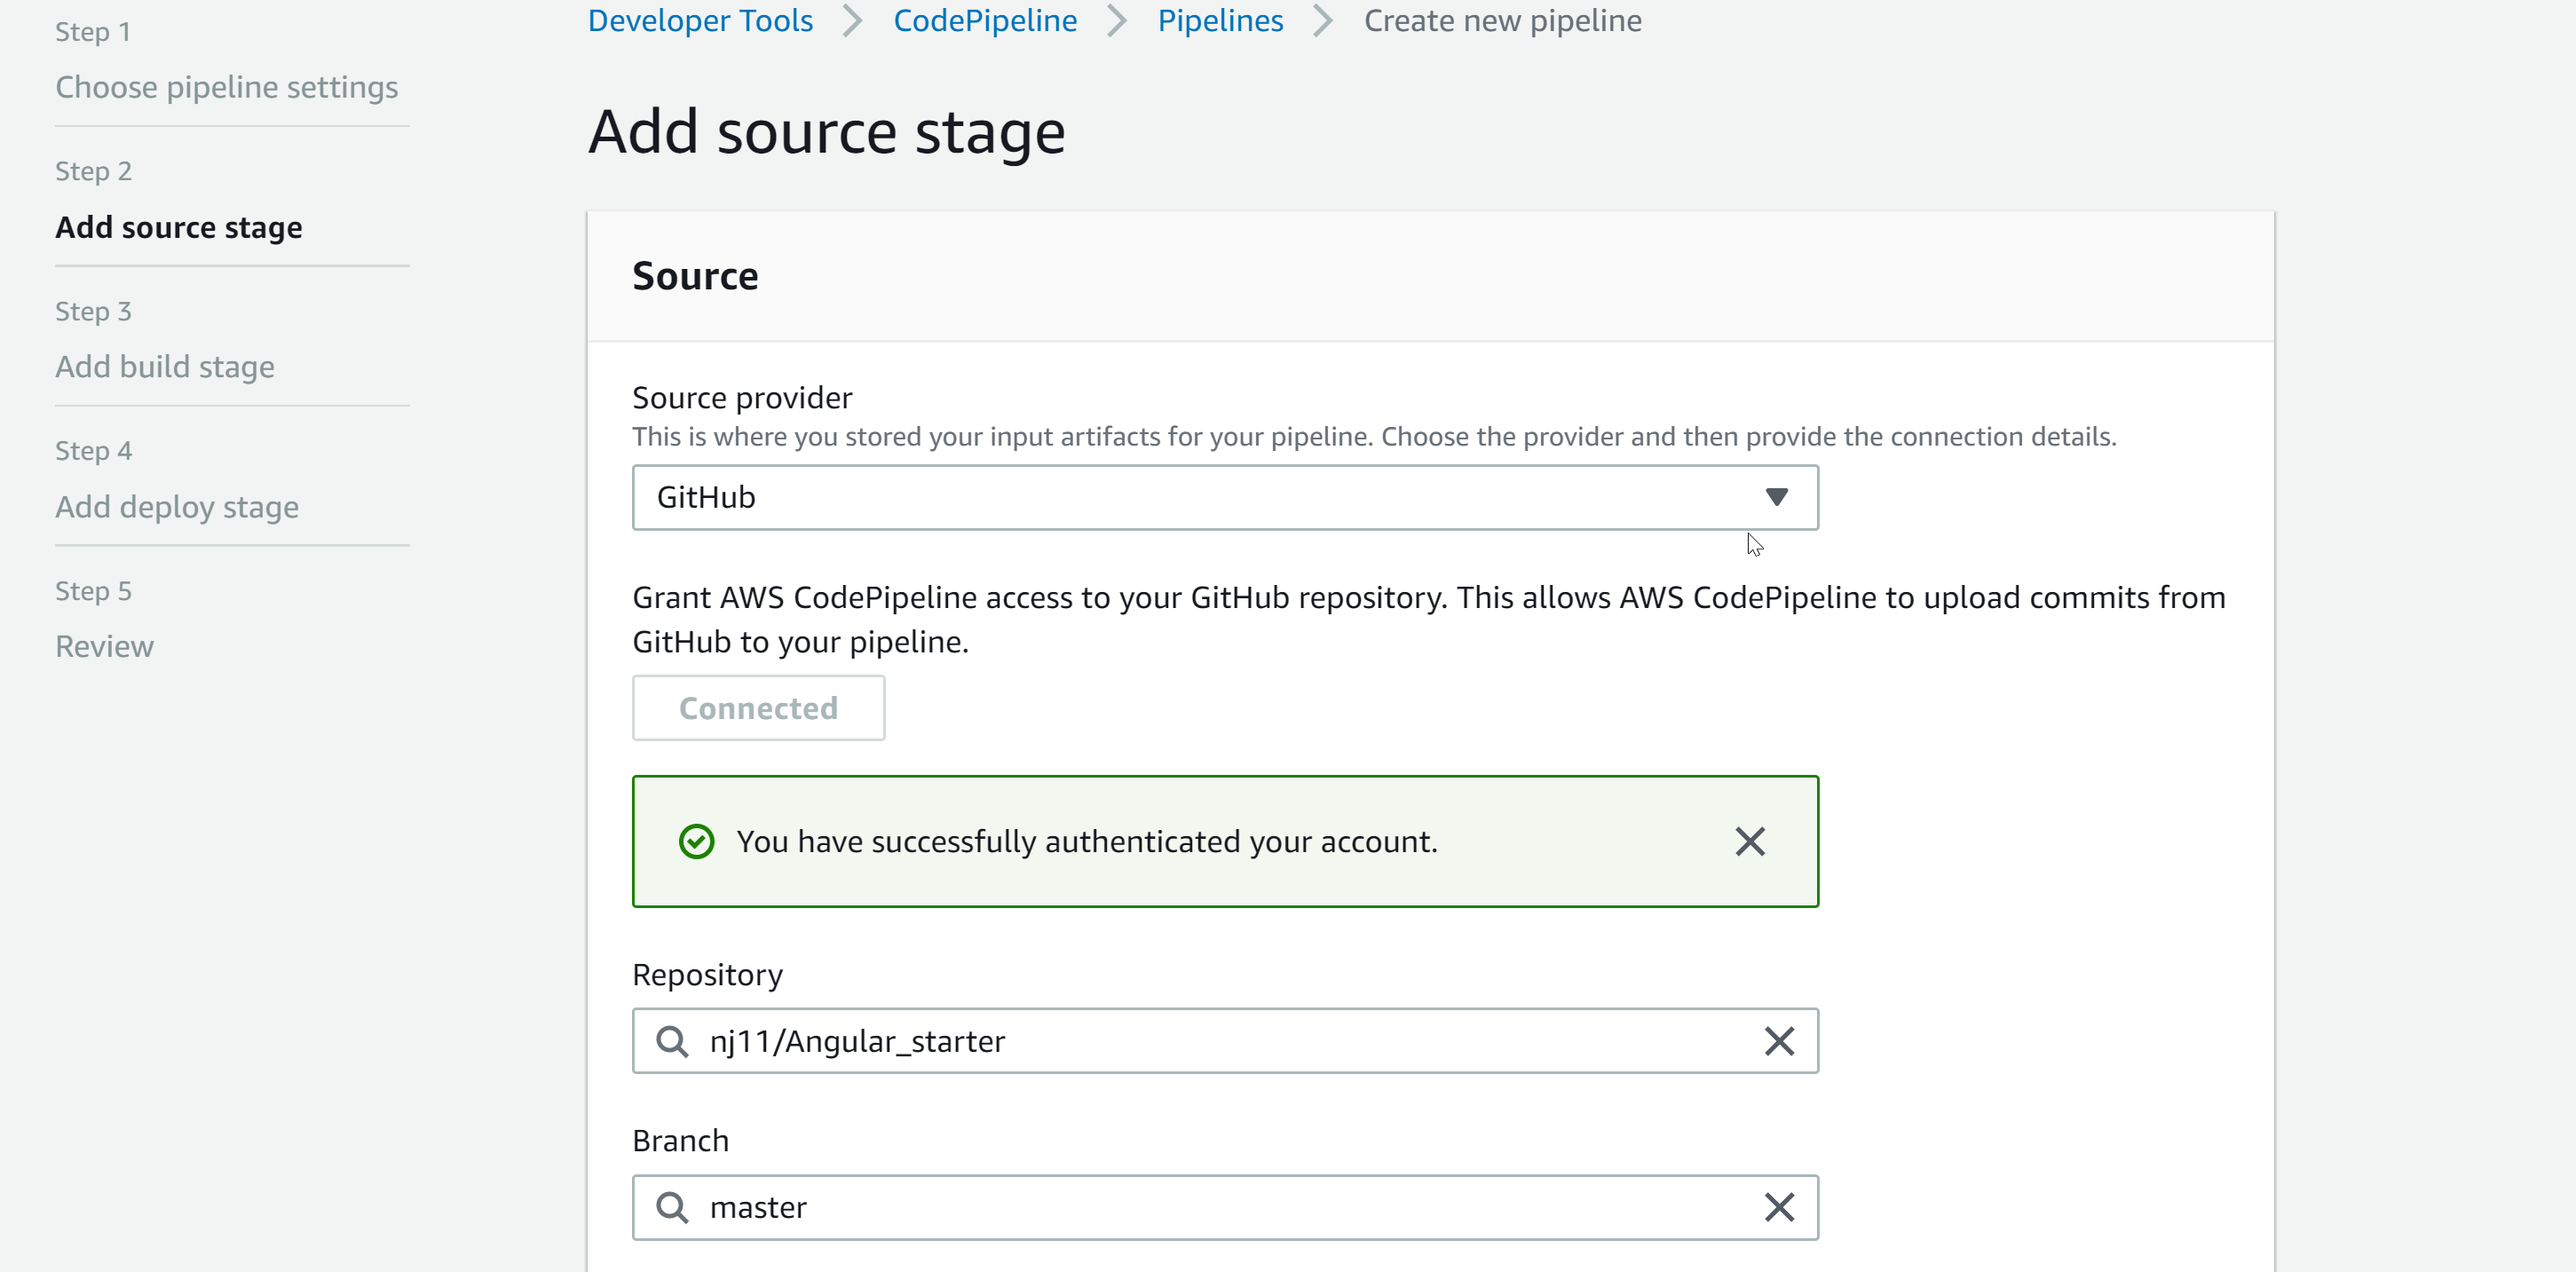 Step 1
Choose pipeline settings
Step 2
Add source stage
Step 3
Add build stage
Step 4
Add deploy stage
Step 5
Review
Developer Tools
CodePipeline
Pipelines
Create new pipeline
Add source stage
Source
Source provider
This is where you stored your input artifacts for your pipeline. Choose the provider and then provide the connection details.
GitHub
Grant AWS CodePipeline access to your GitHub repository. This allows AWS CodePipeline to upload commits from
GitHub to your pipeline.
Connected
You have successfully authenticated your account.
Repository
nj11/Angular_starter
Branch
master